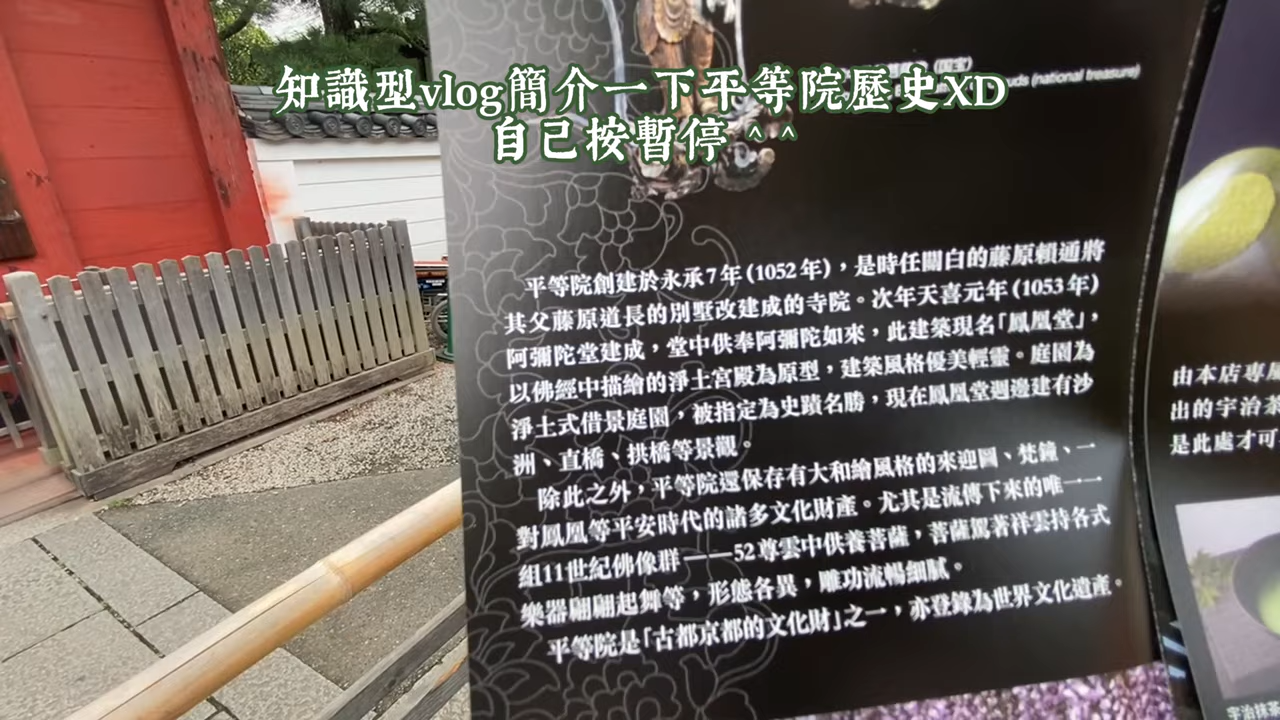 知識型vlog簡介一下平等院歷史XD
自己按暫停 ^ ^
(国宝)
uds (national treasure)
平等院創建於永承7年(1052年)，是時任關白的藤原賴通將
其父藤原道長的別墅改建成的寺院。次年天喜元年(1053年)
阿彌陀堂建成，堂中供奉阿彌陀如來，此建築現名「鳳凰堂」，
以佛經中描繪的淨土宮殿為原型，建築風格優美輕靈。庭園為
淨土式借景庭園，被指定為史蹟名勝，現在鳳凰堂週邊建有沙
洲、直橋、拱橋等景觀。
除此之外，平等院還保存有大和繪風格的來迎圖、梵鐘、一
對鳳凰等平安時代的諸多文化財產。尤其是流傳下來的唯一一
組11世紀佛像群——52尊雲中供養菩薩，菩薩駕著祥雲持各式
樂器翩翩起舞等，形態各異，雕功流暢細膩。
平等院是「古都京都的文化財」之一，亦登錄為世界文化遺產。
由本店專屬
出的宇治茶
是此處才可
宇治抹茶